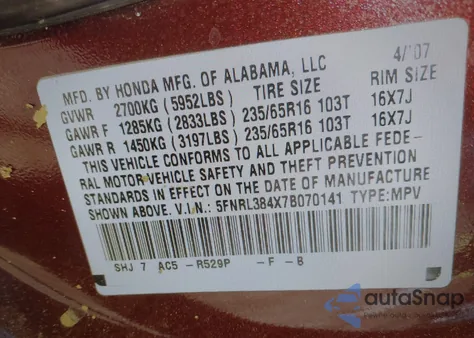 MFD. BY HONDA MFG. OF ALABAMA, LLC 4/'07
GVWR 2700KG (5952LBS) TIRE SIZE RIM SIZE
GAWR F 1285KG (2833LBS) 235/65R16 103T 16X7J
GAWR R 1450KG (3197LBS) 235/65R16 103T 16X7J
THIS VEHICLE CONFORMS TO ALL APPLICABLE FEDE-
RAL MOTOR VEHICLE SAFETY AND THEFT PREVENTION
STANDARDS IN EFFECT ON THE DATE OF MANUFACTURE
SHOWN ABOVE. V.I.N.: 5FNRL384X7B070141 TYPE:MPV
SHJ 7 AC5 - R529P - F - B
autaSnap